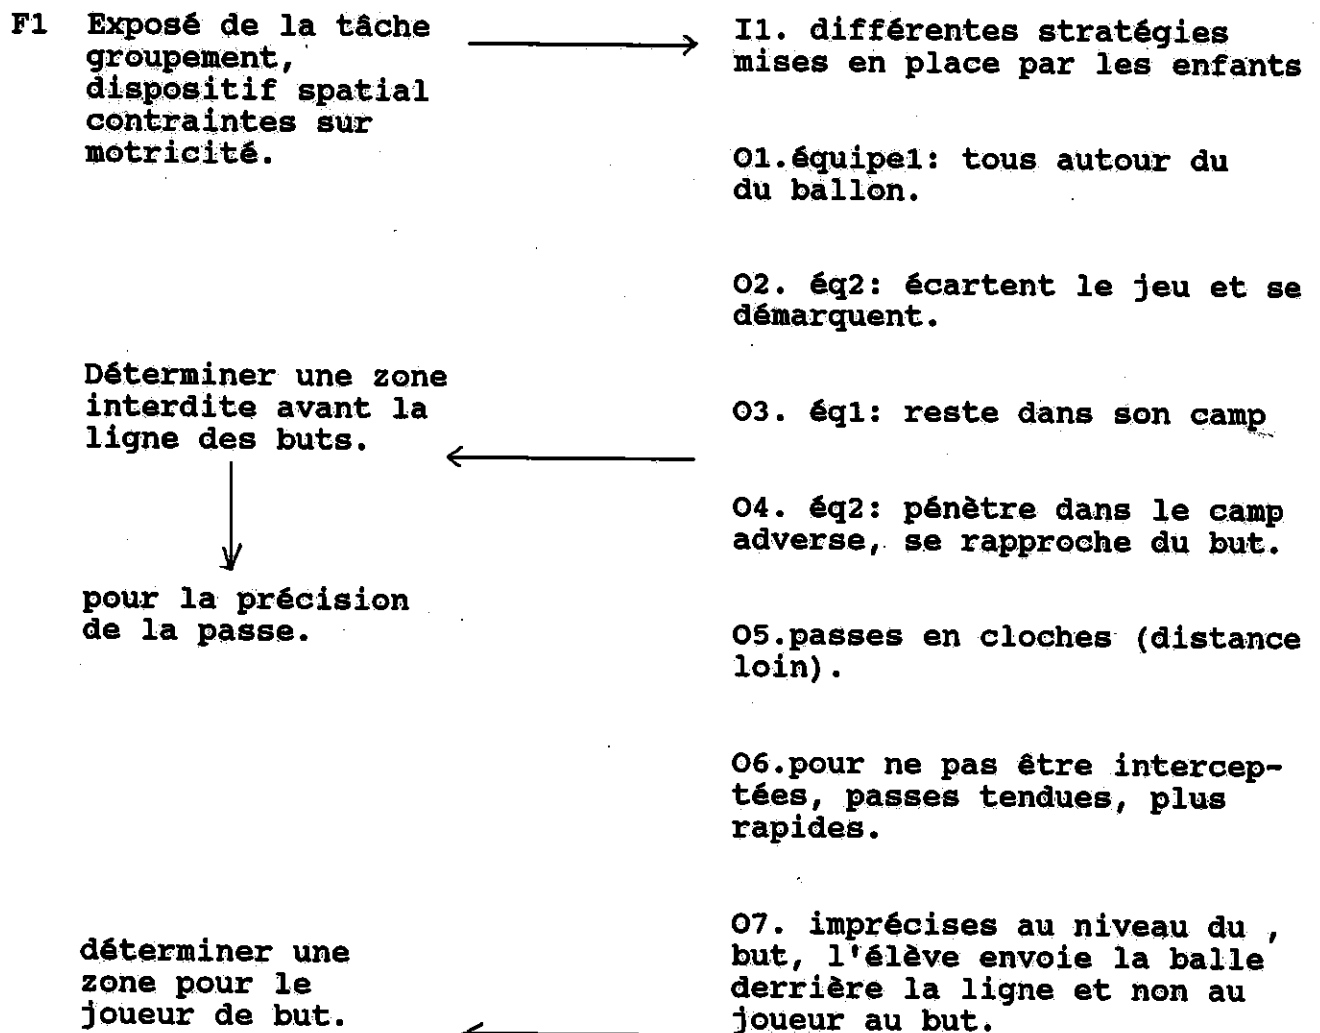 F1 Exposé de la tâche
groupement,
dispositif spatial
contraintes sur
motricité.
I1. différentes stratégies
mises en place par les enfants
O1.équipe1: tous autour du
du ballon.
O2. éq2: écartent le jeu et se
démarquent.
Déterminer une zone
interdite avant la
ligne des buts.
O3. éq1: reste dans son camp
O4. éq2: pénètre dans le camp
adverse, se rapproche du but.
pour la précision
de la passe.
O5.passes en cloches (distance
loin).
O6.pour ne pas être intercep-
tées, passes tendues, plus
rapides.
O7. imprécises au niveau du ,
but, l'élève envoie la balle
derrière la ligne et non au
joueur au but.
déterminer une
zone pour le
joueur de but.